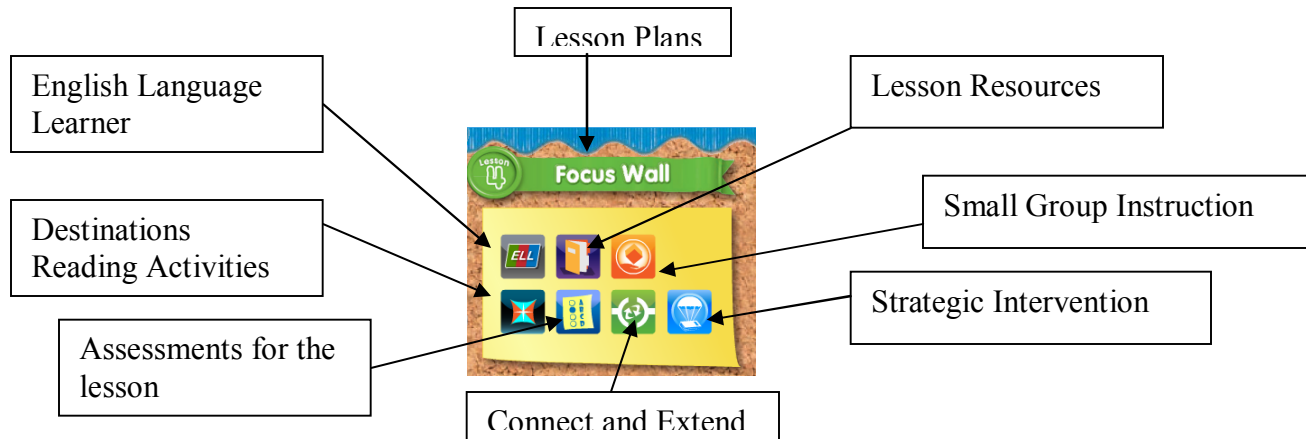 Lesson Plans
English Language
Learner
Lesson Resources
Lesson
4
Focus Wall
Small Group Instruction
Destinations
Reading Activities
ELL
Strategic Intervention
A
B
C
D
Assessments for the
lesson
Connect and Extend